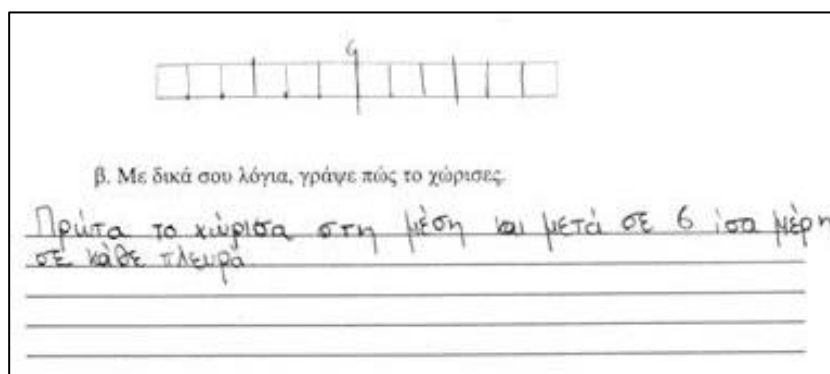 6
β. Με δικά σου λόγια, γράψε πώς το χώρισες.
Πρώτα το χώρισα στη μέση και μετά σε 6 ίσα μέρη
σε κάθε πλευρά